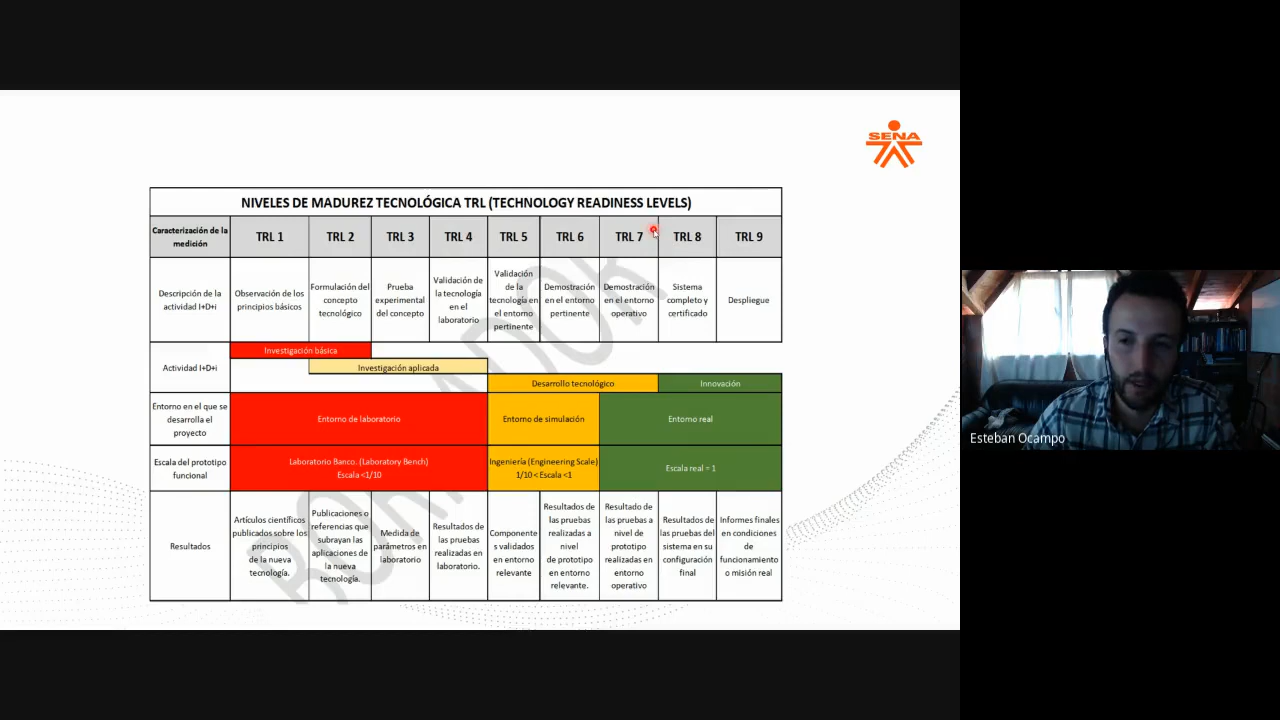 SENA
NIVELES DE MADUREZ TECNOLÓGICA TRL (TECHNOLOGY READINESS LEVELS)
Caracterización de la
medición
TRL 1
TRL 2
TRL 3
TRL 4
TRL 5
TRL 6
TRL 7
TRL 8
TRL 9
Descripción de la
actividad I+D+i
Observación de los
principios básicos
Formulación del
concepto
tecnológico
Prueba
experimental
del concepto
Validación de
la tecnología
en el
laboratorio
Validación
de la
tecnología en
el entorno
pertinente
Demostración
en el entorno
pertinente
Demostración
en el entorno
operativo
Sistema
completo y
certificado
Despliegue
Actividad I+D+i
Investigación básica
Investigación aplicada
Desarrollo tecnológico
Innovación
Entorno en el que se
desarrolla el
proyecto
Entorno de laboratorio
Entorno de simulación
Entorno real
Escala del prototipo
funcional
Laboratorio Banco. (Laboratory Bench)
Escala <1/10
Ingeniería (Engineering Scale)
1/10 < Escala <1
Escala real = 1
Resultados
Artículos científicos
publicados sobre los
principios
de la nueva
tecnología.
Publicaciones o
referencias que
subrayan las
aplicaciones de
la nueva
tecnología.
Medida de
parámetros en
laboratorio
Resultados de
las pruebas
realizadas en
laboratorio.
Componente
s validados
en entorno
relevante
Resultados de
las pruebas
realizadas a
nivel
de prototipo
en entorno
relevante.
Resultado de
las pruebas a
nivel de
prototipo
realizadas en
entorno
operativo
Resultados de
las pruebas del
sistema en su
configuración
final
Informes finales
en condiciones
de
funcionamiento
o misión real
BORRADOR
Esteban Ocampo